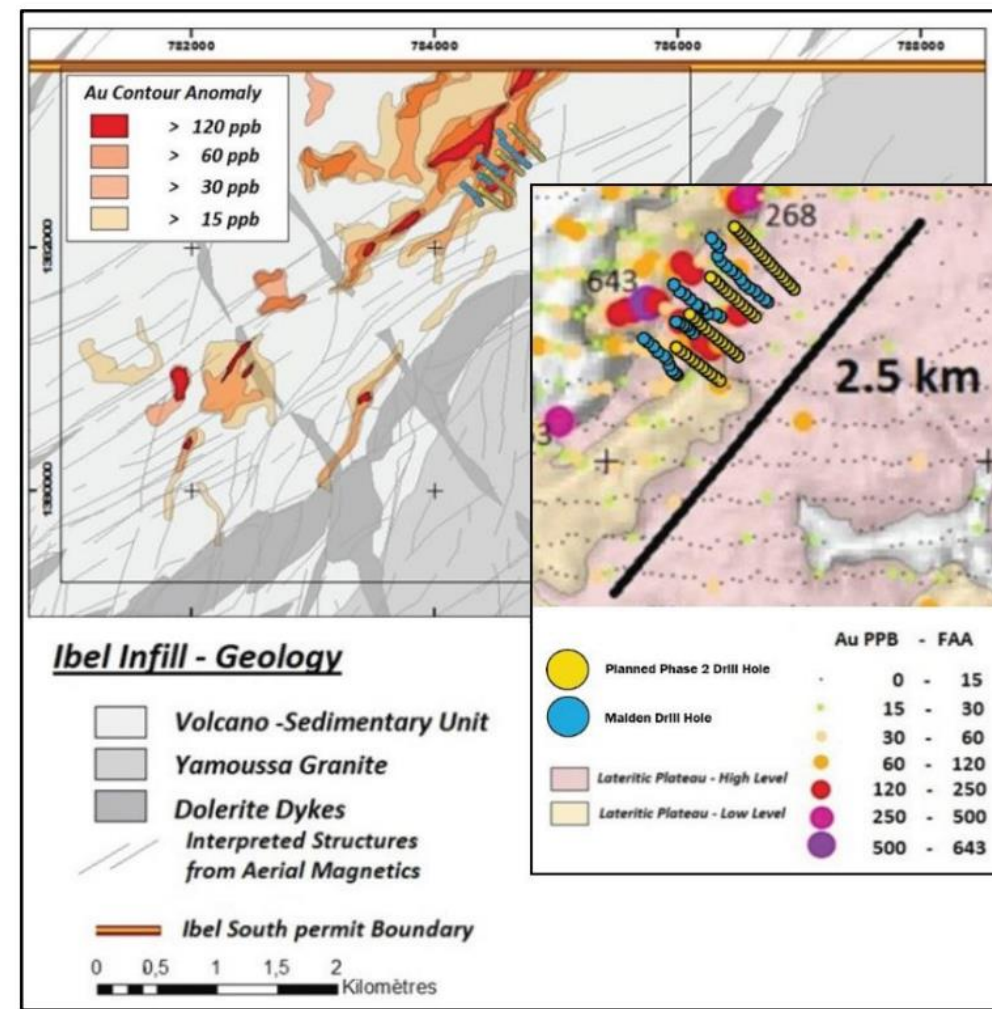 782000 784000 786000 788000
Au Contour Anomaly
> 120 ppb
> 60 ppb
> 30 ppb
> 15 ppb
1382000
1380000
268
643
2.5 km
Ibel Infill - Geology
Volcano -Sedimentary Unit
Yamoussa Granite
Dolerite Dykes
Interpreted Structures
from Aerial Magnetics
Ibel South permit Boundary
0 0,5 1 1,5 2
Kilomètres
Planned Phase 2 Drill Hole
Maiden Drill Hole
Lateritic Plateau - High Level
Lateritic Plateau - Low Level
Au PPB - FAA
0 - 15
15 - 30
30 - 60
60 - 120
120 - 250
250 - 500
500 - 643